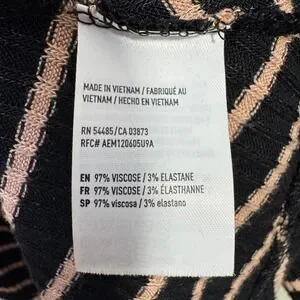 MADE IN VIETNAM / FABRIQUÉ AU
VIETNAM / HECHO EN VIETNAM
RN 54485/CA 03873
RFC# AEM120605U9A
EN 97% VISCOSE / 3% ELASTANE
FR 97% VISCOSE / 3% ÉLASTHANNE
SP 97% viscosa / 3% elastano